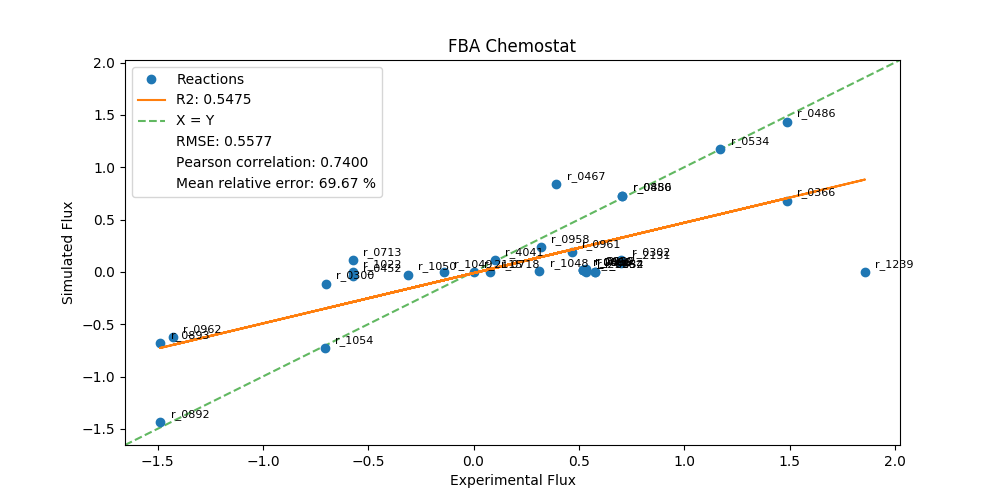 FBA Chemostat
Reactions
R2: 0.5475
X = Y
RMSE: 0.5577
Pearson correlation: 0.7400
Mean relative error: 69.67 %
Simulated Flux
2.0
1.5
1.0
0.5
0.0
−0.5
−1.0
−1.5
r_0486
r_0534
r_0467
r_0366
r_0958
r_0961
r_0713
r_4041
r_1022
r_0452
r_1050
r_1049
r_1048
r_1239
r_0962
r_0893
r_1054
r_0892
−1.5
−1.0
−0.5
0.0
0.5
1.0
1.5
2.0
Experimental Flux